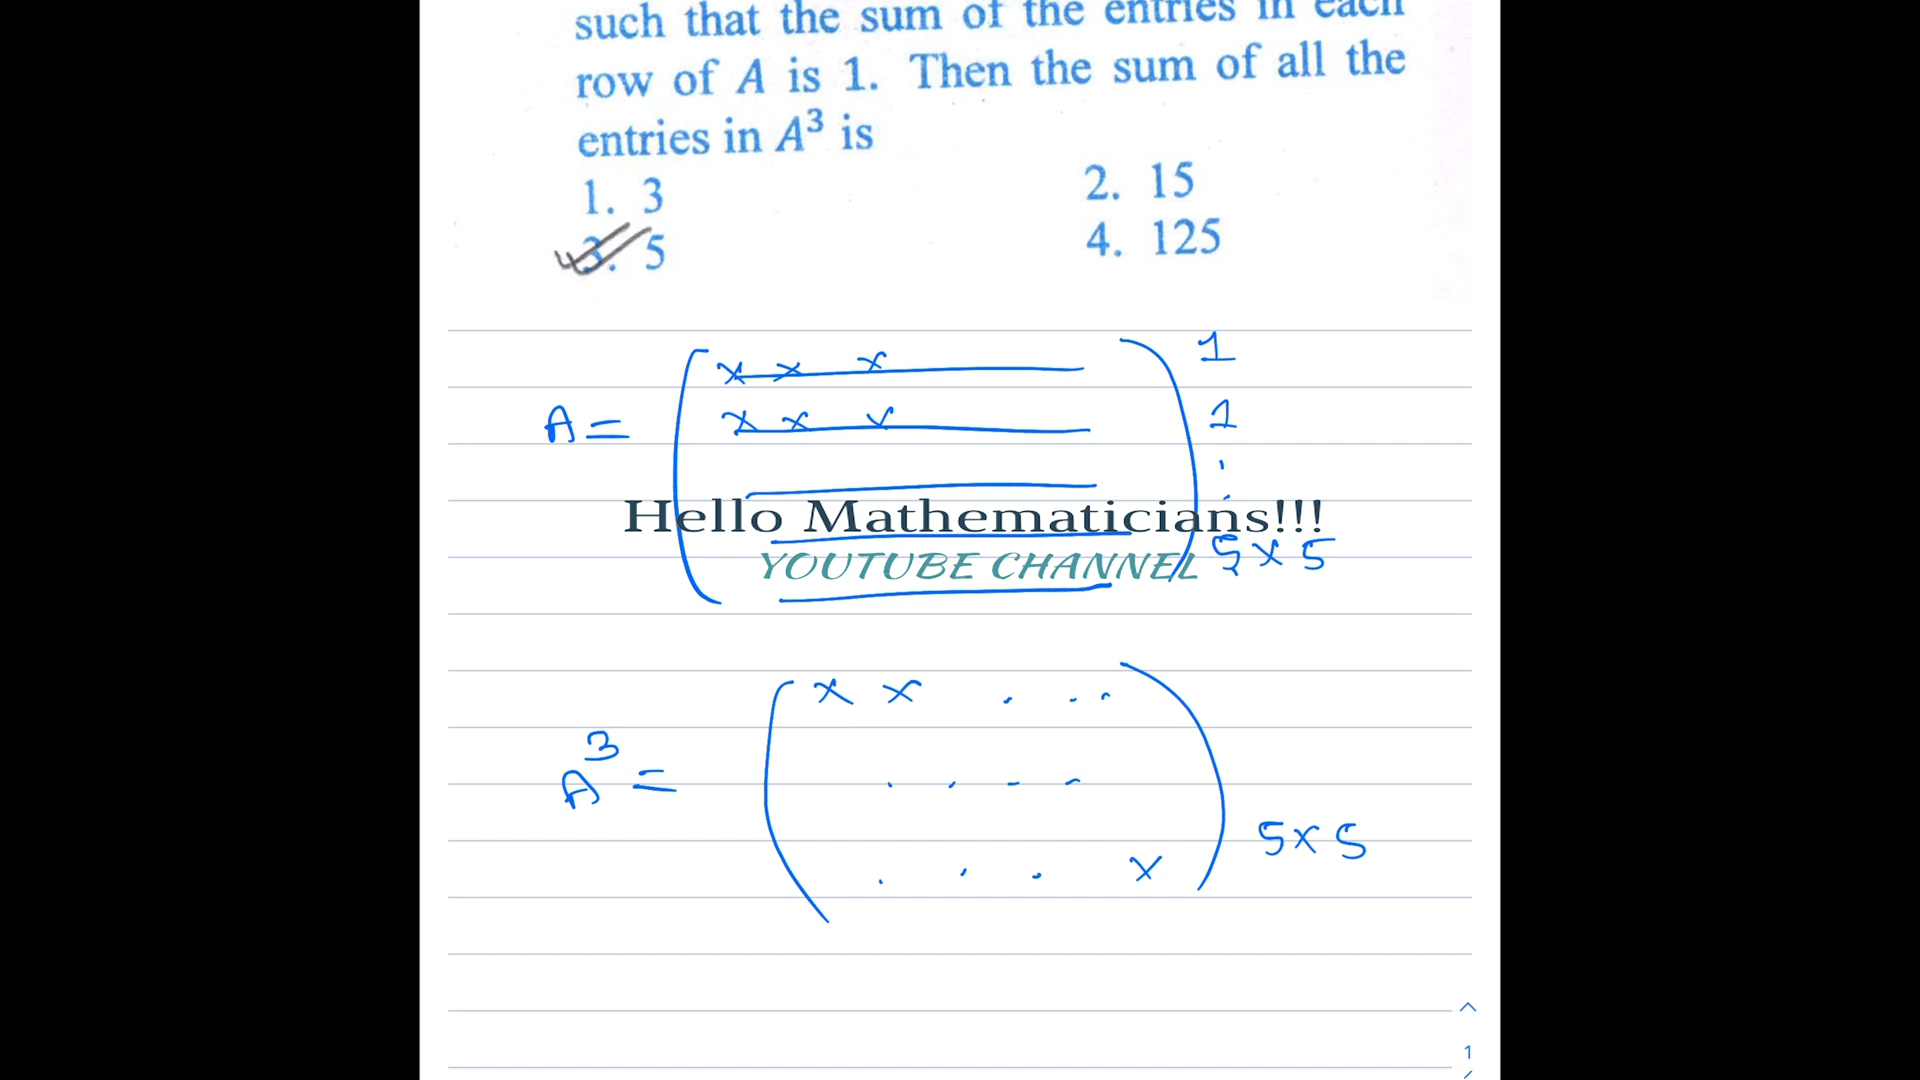 such that the sum of the entries in each
row of A is 1. Then the sum of all the
entries in A³ is
1. 3 2. 15
3. 5 4. 125
x x x 1
A = x x x 1
Hello Mathematicians!!!
5 x 5
YOUTUBE CHANNEL
x x . . .
A³ = . . - -
5 x 5
. . . x
1